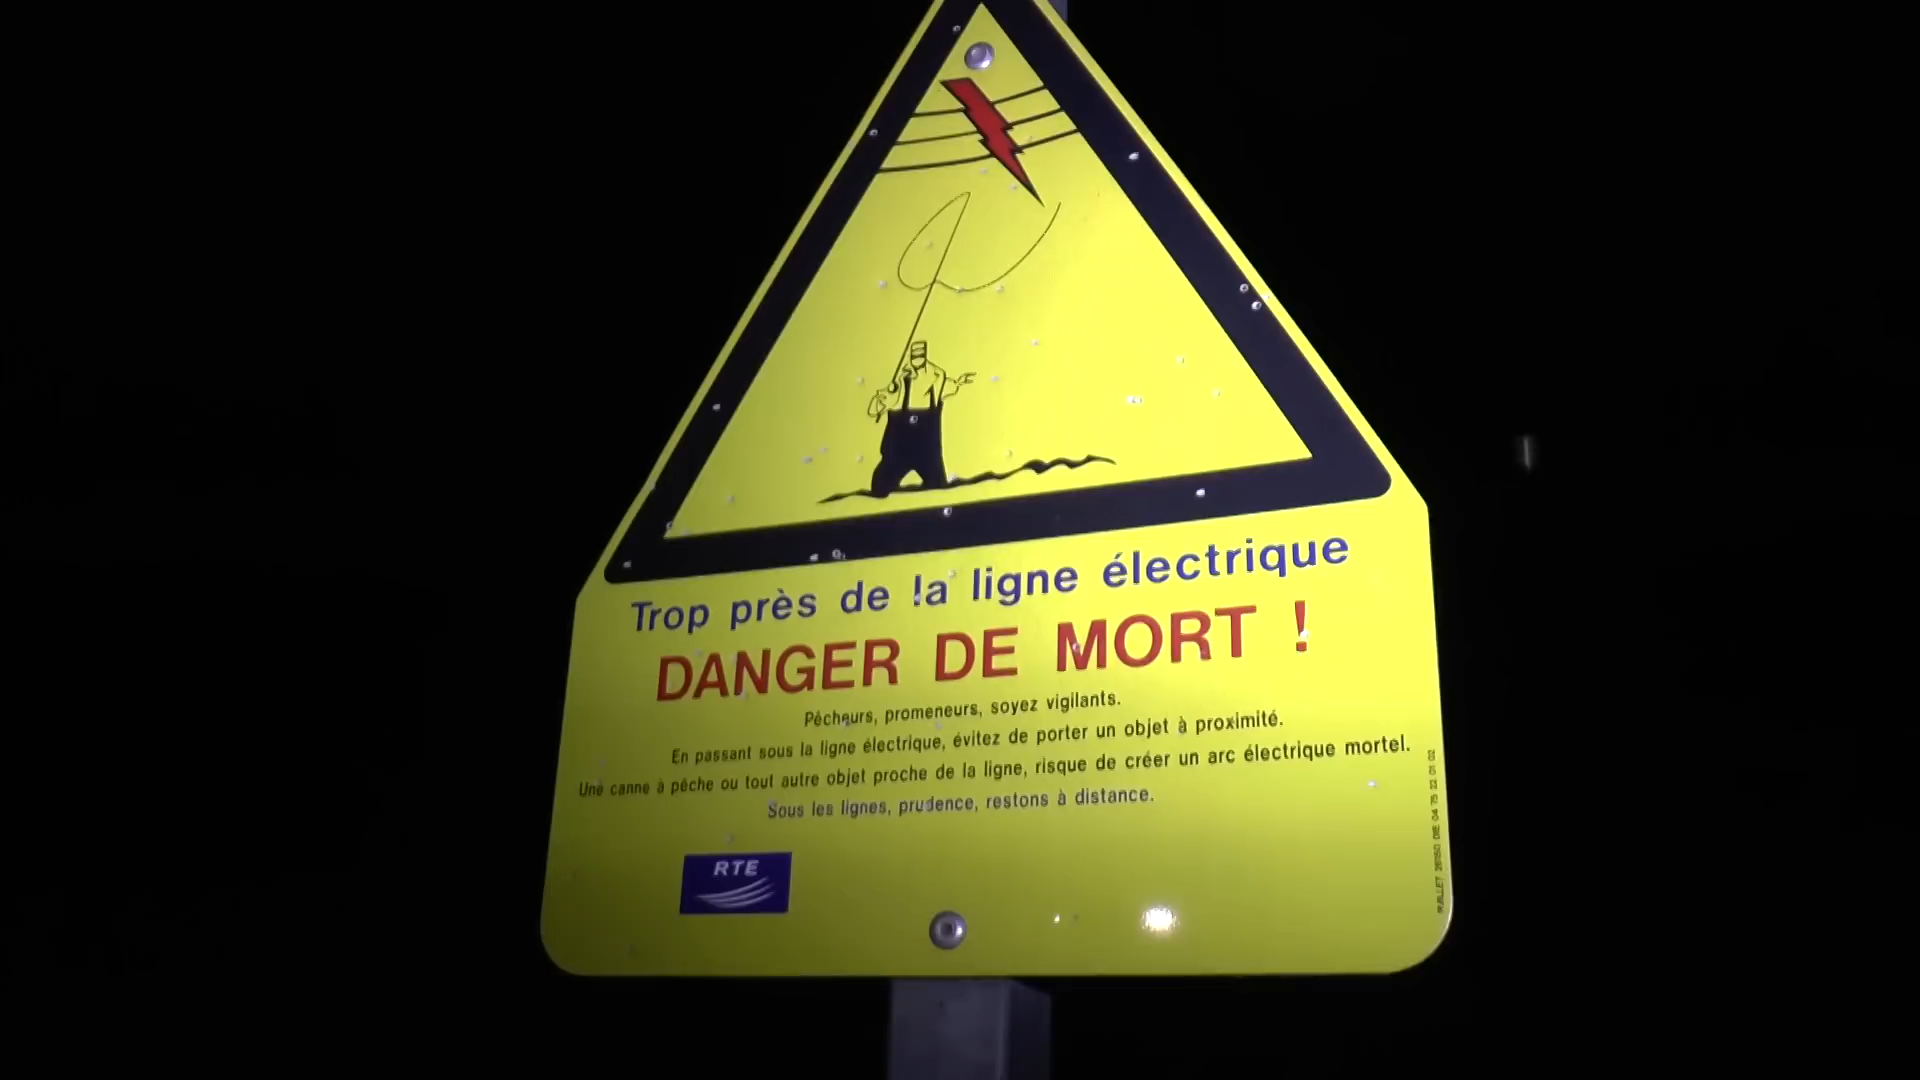 Trop près de la ligne électrique
DANGER DE MORT !
Pêcheurs, promeneurs, soyez vigilants.
En passant sous la ligne électrique, évitez de porter un objet à proximité.
Une canne à pêche ou tout autre objet proche de la ligne, risque de créer un arc électrique mortel.
Sous les lignes, prudence, restons à distance.
RTE